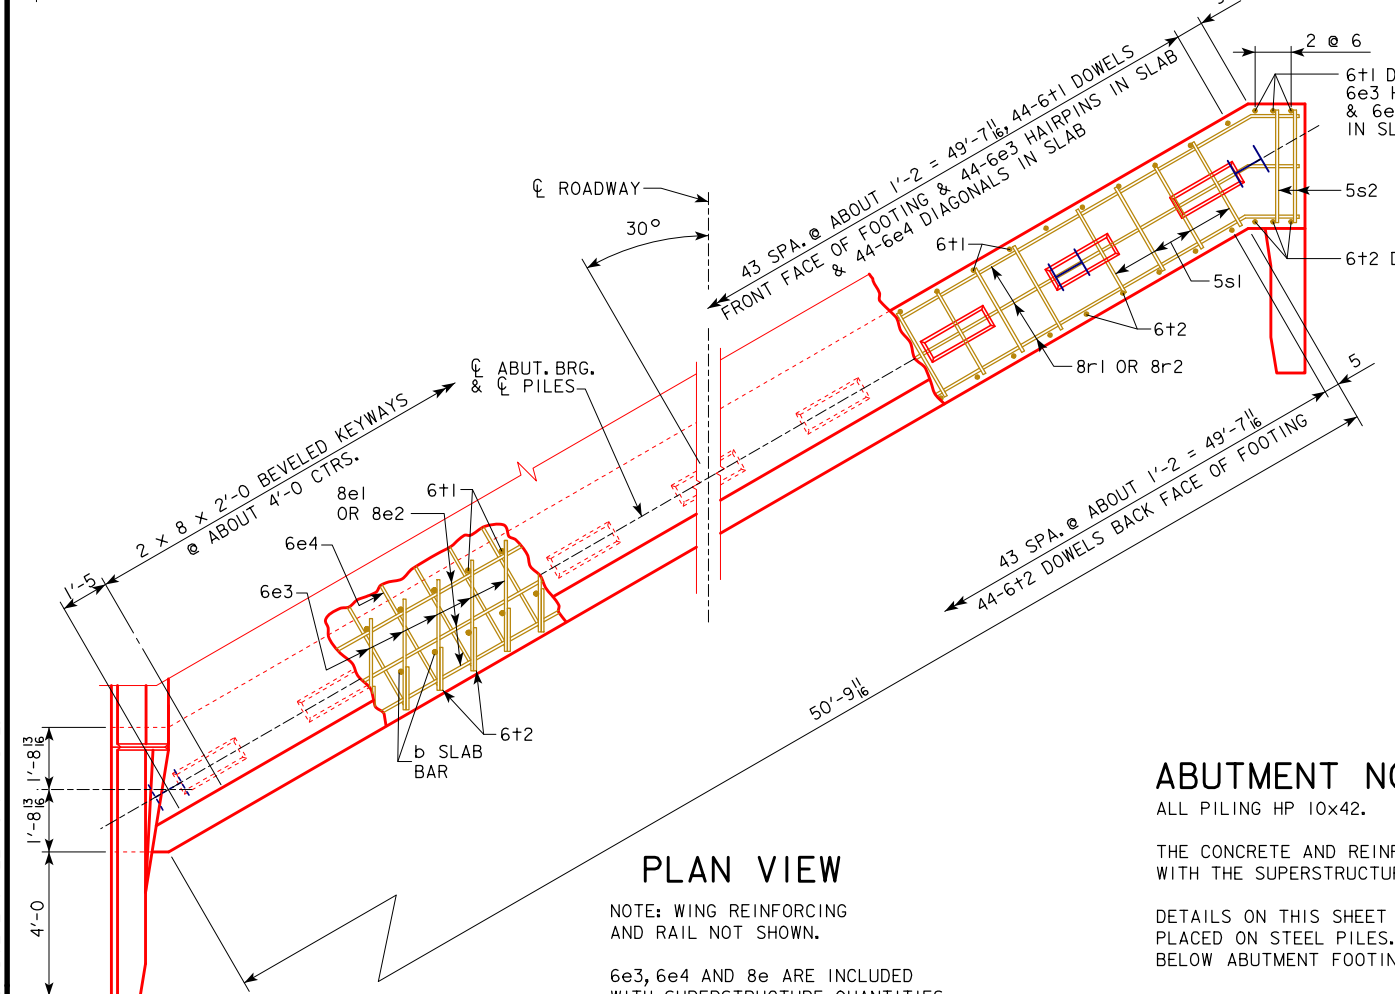 2 @ 6
6t1 D
6e3 H
& 6e
IN SL
5s2
6t2 D
43 SPA. @ ABOUT 1'-2 = 49'-7 11/16, 44-6t1 DOWELS
FRONT FACE OF FOOTING & 44-6e3 HAIRPINS IN SLAB
& 44-6e4 DIAGONALS IN SLAB
℄ ROADWAY
30°
6t1
5s1
6t2
8r1 OR 8r2
5
℄ ABUT. BRG.
& ℄ PILES
2 x 8 x 2'-0 BEVELED KEYWAYS
@ ABOUT 4'-0 CTRS.
1'-5
8e1
OR 8e2
6t1
6e4
6e3
43 SPA. @ ABOUT 1'-2 = 49'-7 11/16
44-6t2 DOWELS BACK FACE OF FOOTING
50'-9 11/16
6t2
b SLAB
BAR
1'-8 13/16
1'-8 13/16
4'-0
PLAN VIEW
NOTE: WING REINFORCING
AND RAIL NOT SHOWN.
6e3, 6e4 AND 8e ARE INCLUDED
WITH SUPERSTRUCTURE QUANTITIES
ABUTMENT NO
ALL PILING HP 10x42.
THE CONCRETE AND REINF
WITH THE SUPERSTRUCTUR
DETAILS ON THIS SHEET
PLACED ON STEEL PILES.
BELOW ABUTMENT FOOTIN